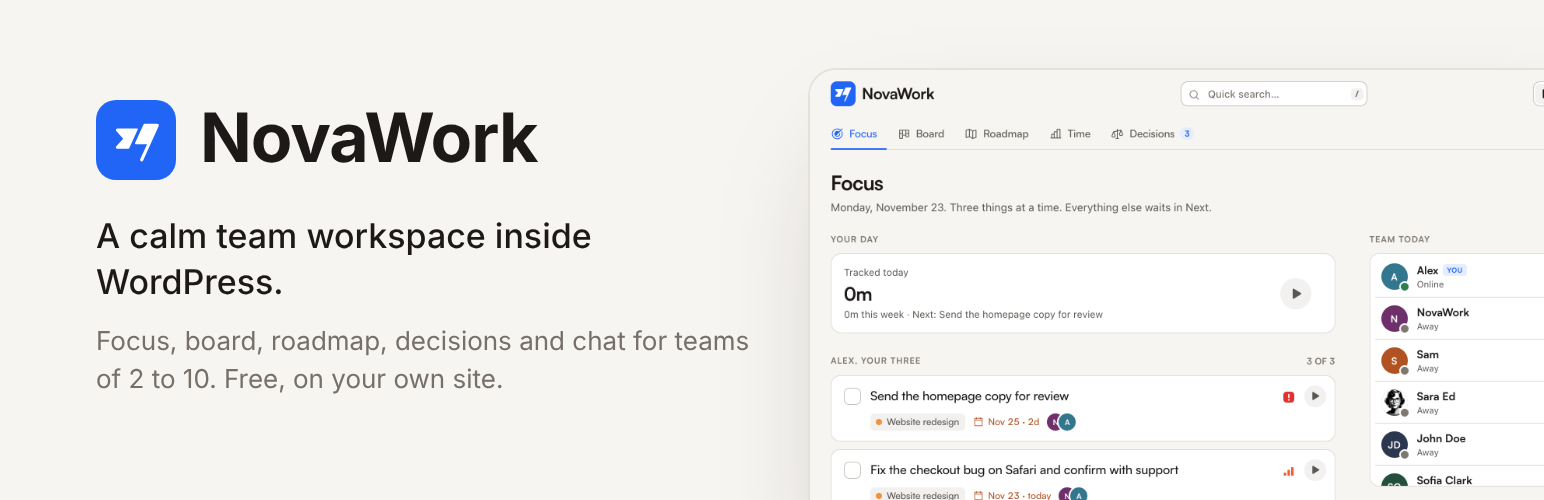 NovaWork
A calm team workspace inside
WordPress.
Focus, board, roadmap, decisions and chat for teams
of 2 to 10. Free, on your own site.
NovaWork
Quick search...
/
Focus
Board
Roadmap
Time
Decisions
3
Focus
Monday, November 23. Three things at a time. Everything else waits in Next.
YOUR DAY
Tracked today
0m
0m this week · Next: Send the homepage copy for review
ALEX, YOUR THREE
3 OF 3
Send the homepage copy for review
Website redesign
Nov 25 · 2d
N
A
Fix the checkout bug on Safari and confirm with support
Website redesign
Nov 23 · today
N
A
TEAM TODAY
A
Alex
YOU
Online
N
NovaWork
Away
S
Sam
Away
Sara Ed
Away
JD
John Doe
Away
Sofia Clark